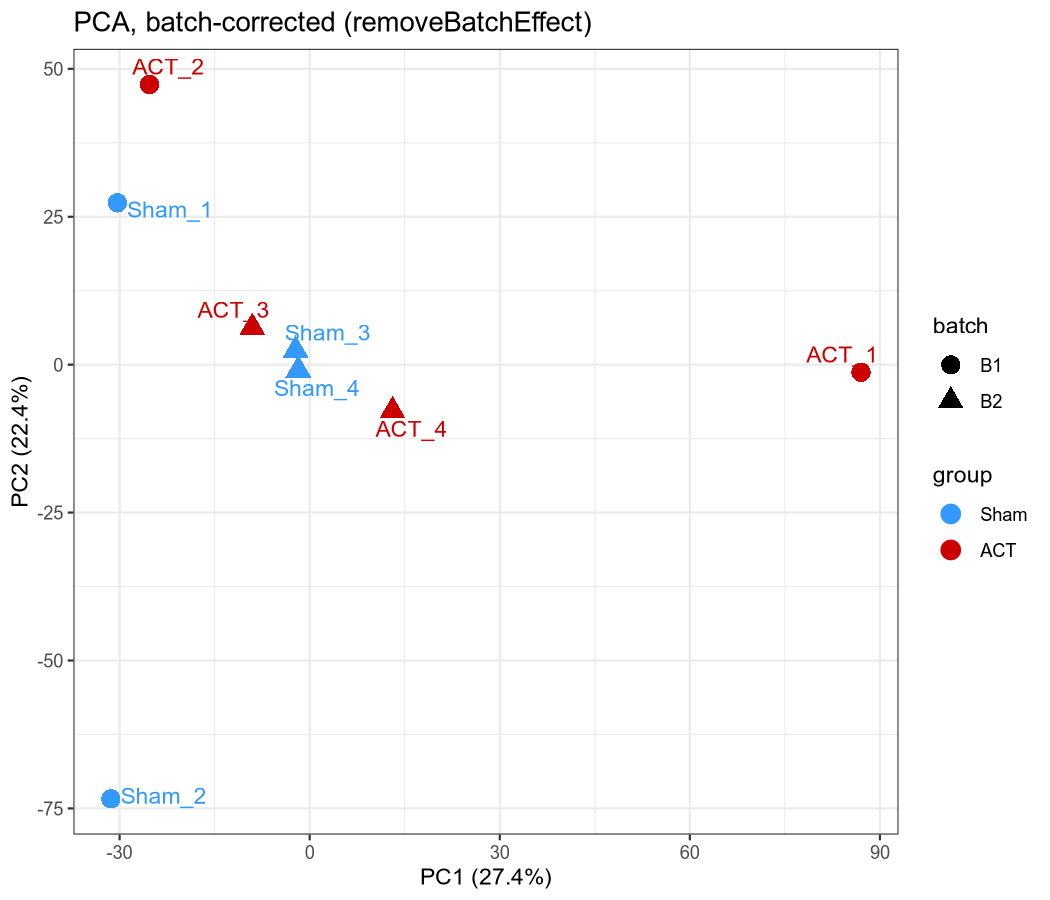 PCA, batch-corrected (removeBatchEffect)
50
25
0
-25
-50
-75
PC2 (22.4%)
ACT_2
Sham_1
ACT_3
Sham_3
Sham_4
ACT_4
ACT_1
Sham_2
-30
0
30
60
90
PC1 (27.4%)
batch
B1
B2
group
Sham
ACT